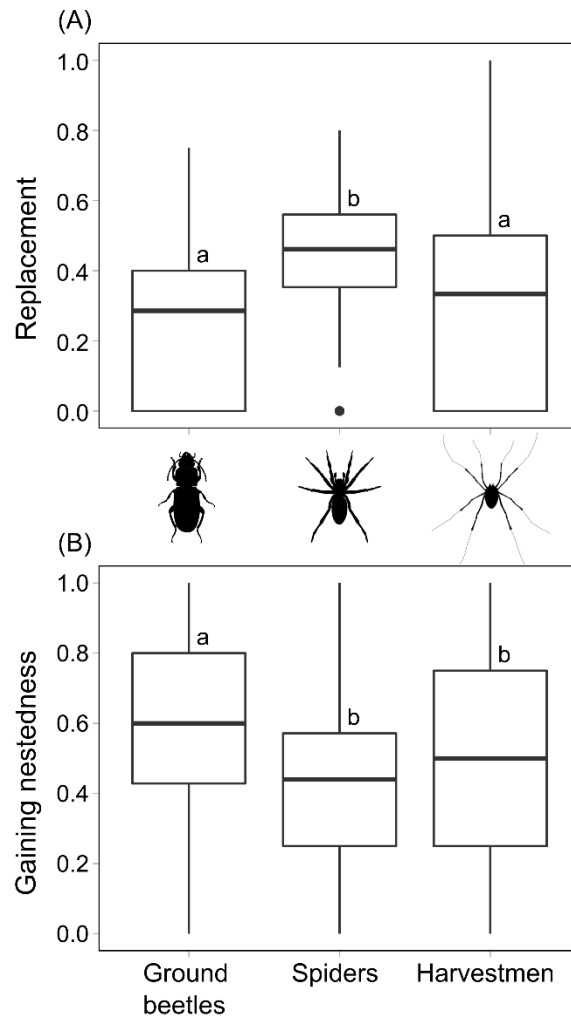 (A)
Replacement
1.0
0.8
0.6
0.4
0.2
0.0
a
b
a
(B)
Gaining nestedness
1.0
0.8
0.6
0.4
0.2
0.0
a
b
b
Ground
beetles
Spiders
Harvestmen